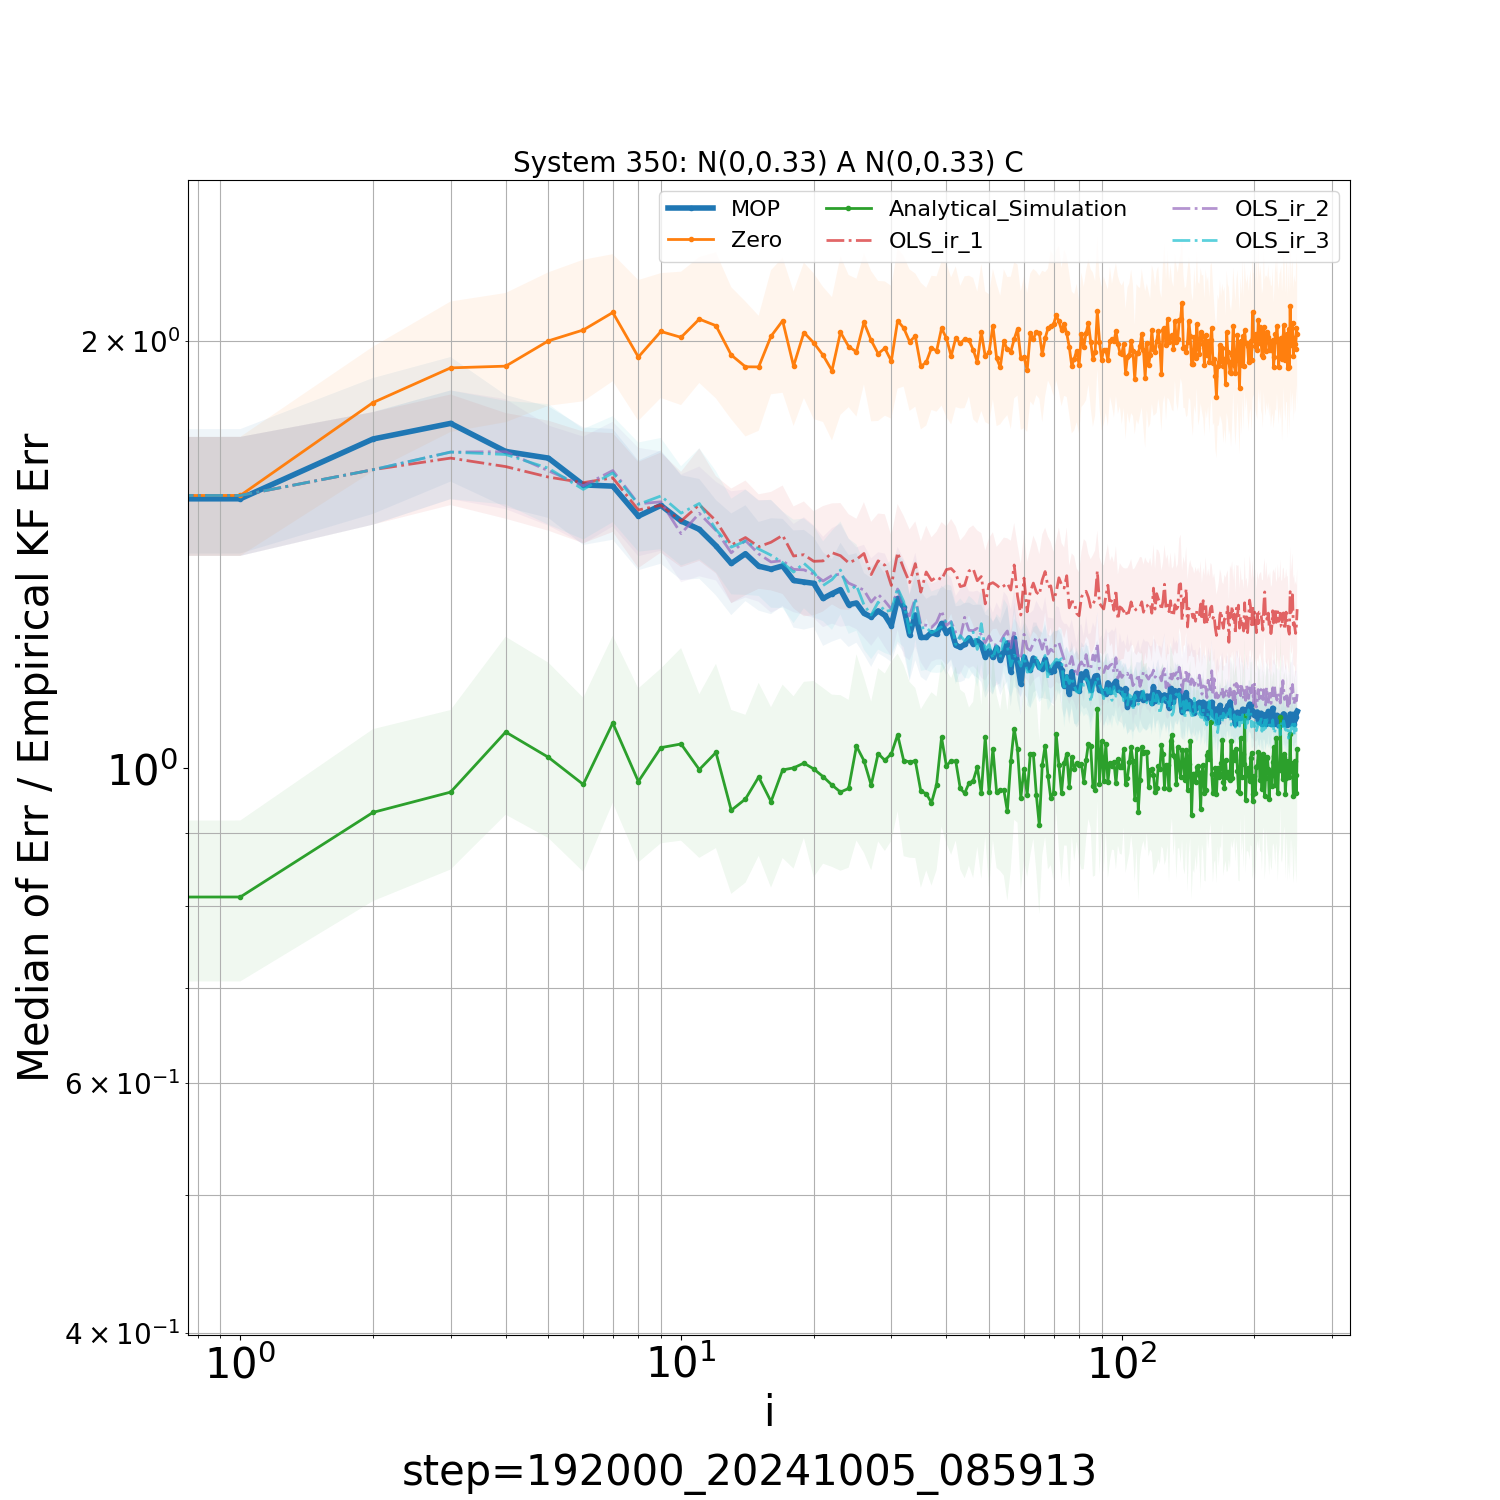 System 350: N(0,0.33) A N(0,0.33) C
MOP
Zero
Analytical_Simulation
OLS_ir_1
OLS_ir_2
OLS_ir_3
Median of Err / Empirical KF Err
2 × 10⁰
10⁰
6 × 10⁻¹
4 × 10⁻¹
10⁰ 10¹ 10²
i
step=192000_20241005_085913